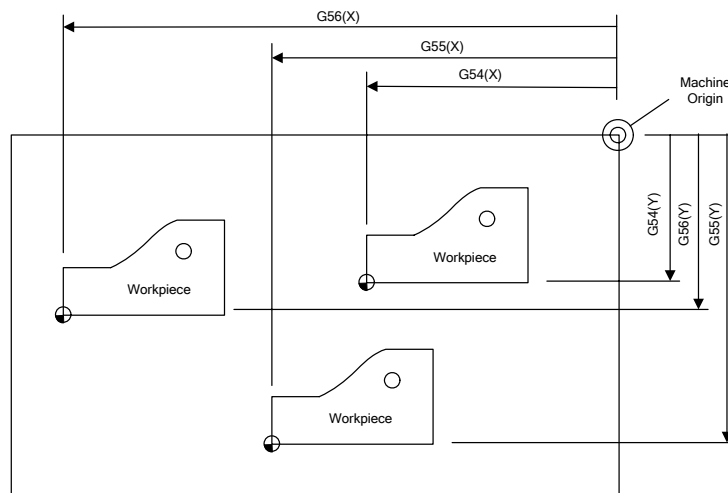 G56(X)
G55(X)
G54(X)
Machine
Origin
G54(Y)
G56(Y)
G55(Y)
Workpiece
Workpiece
Workpiece